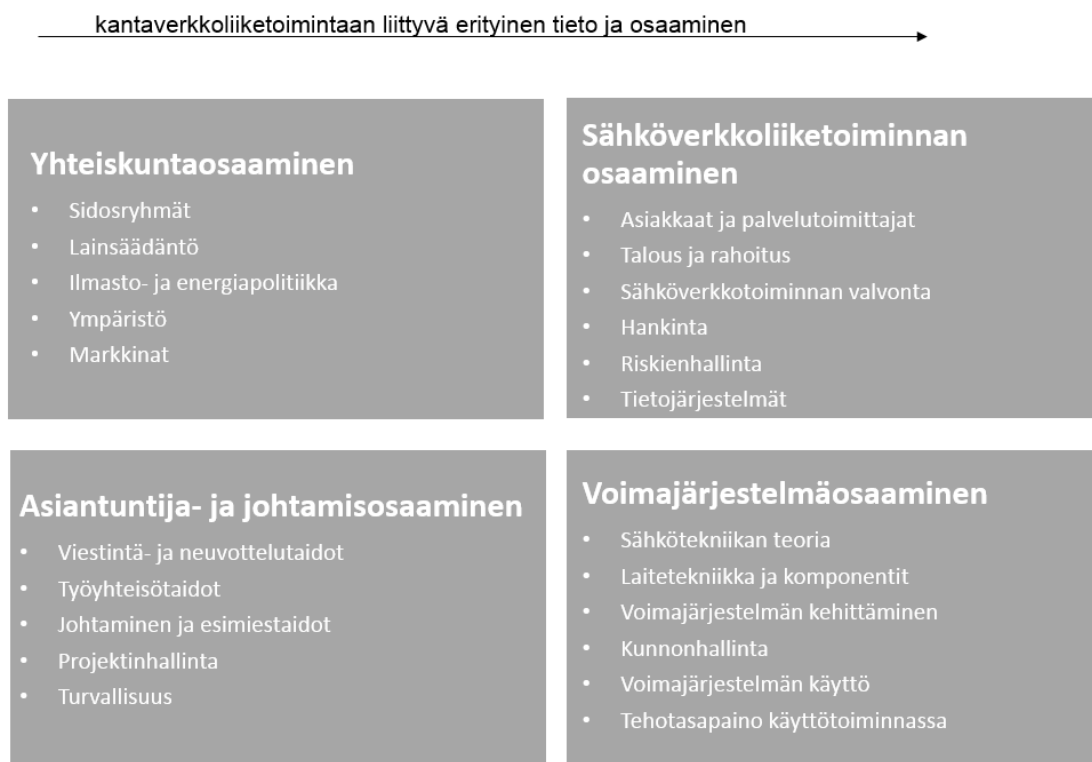 kantaverkkoliiketoimintaan liittyvä erityinen tieto ja osaaminen
Yhteiskuntaosaaminen
• Sidosryhmät
• Lainsäädäntö
• Ilmasto- ja energiapolitiikka
• Ympäristö
• Markkinat
Sähköverkkoliiketoiminnan
osaaminen
• Asiakkaat ja palvelutoimittajat
• Talous ja rahoitus
• Sähköverkkotoiminnan valvonta
• Hankinta
• Riskienhallinta
• Tietojärjestelmät
Asiantuntija- ja johtamisosaaminen
• Viestintä- ja neuvottelutaidot
• Työyhteisötaidot
• Johtaminen ja esimiestaidot
• Projektinhallinta
• Turvallisuus
Voimajärjestelmäosaaminen
• Sähkötekniikan teoria
• Laitetekniikka ja komponentit
• Voimajärjestelmän kehittäminen
• Kunnonhallinta
• Voimajärjestelmän käyttö
• Tehotasapaino käyttötoiminnassa